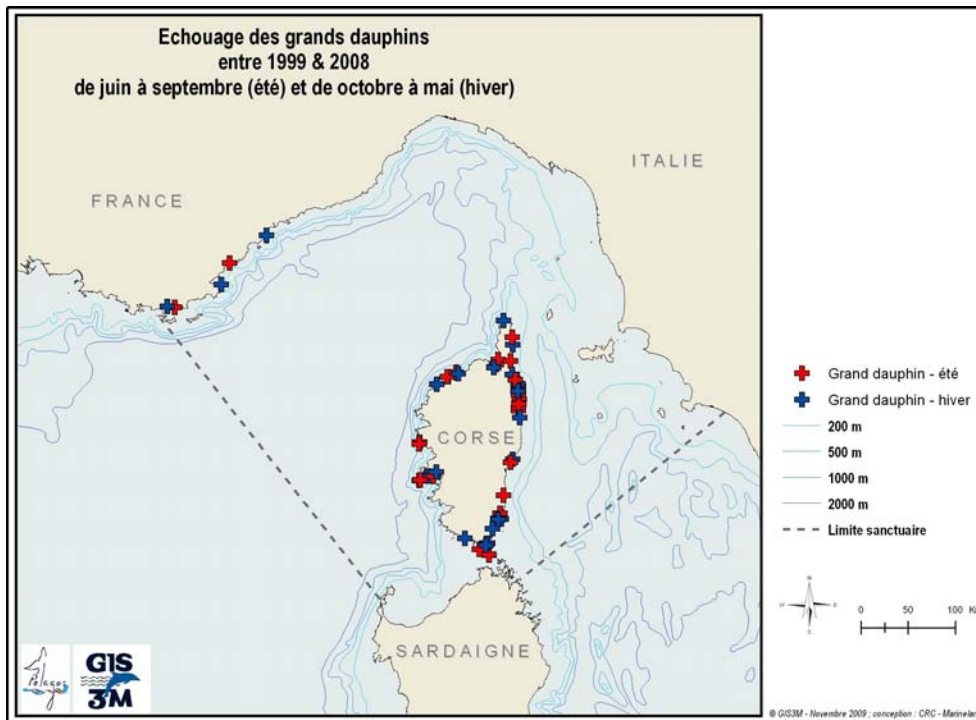 Echouage des grands dauphins
entre 1999 & 2008
de juin à septembre (été) et de octobre à mai (hiver)
ITALIE
FRANCE
CORSE
SARDAIGNE
Pelagos
GIS
3M
Grand dauphin - été
Grand dauphin - hiver
200 m
500 m
1000 m
2000 m
Limite sanctuaire
N
W E
S
0 50 100
© GIS3M - Novembre 2009 ; conception : CRC -